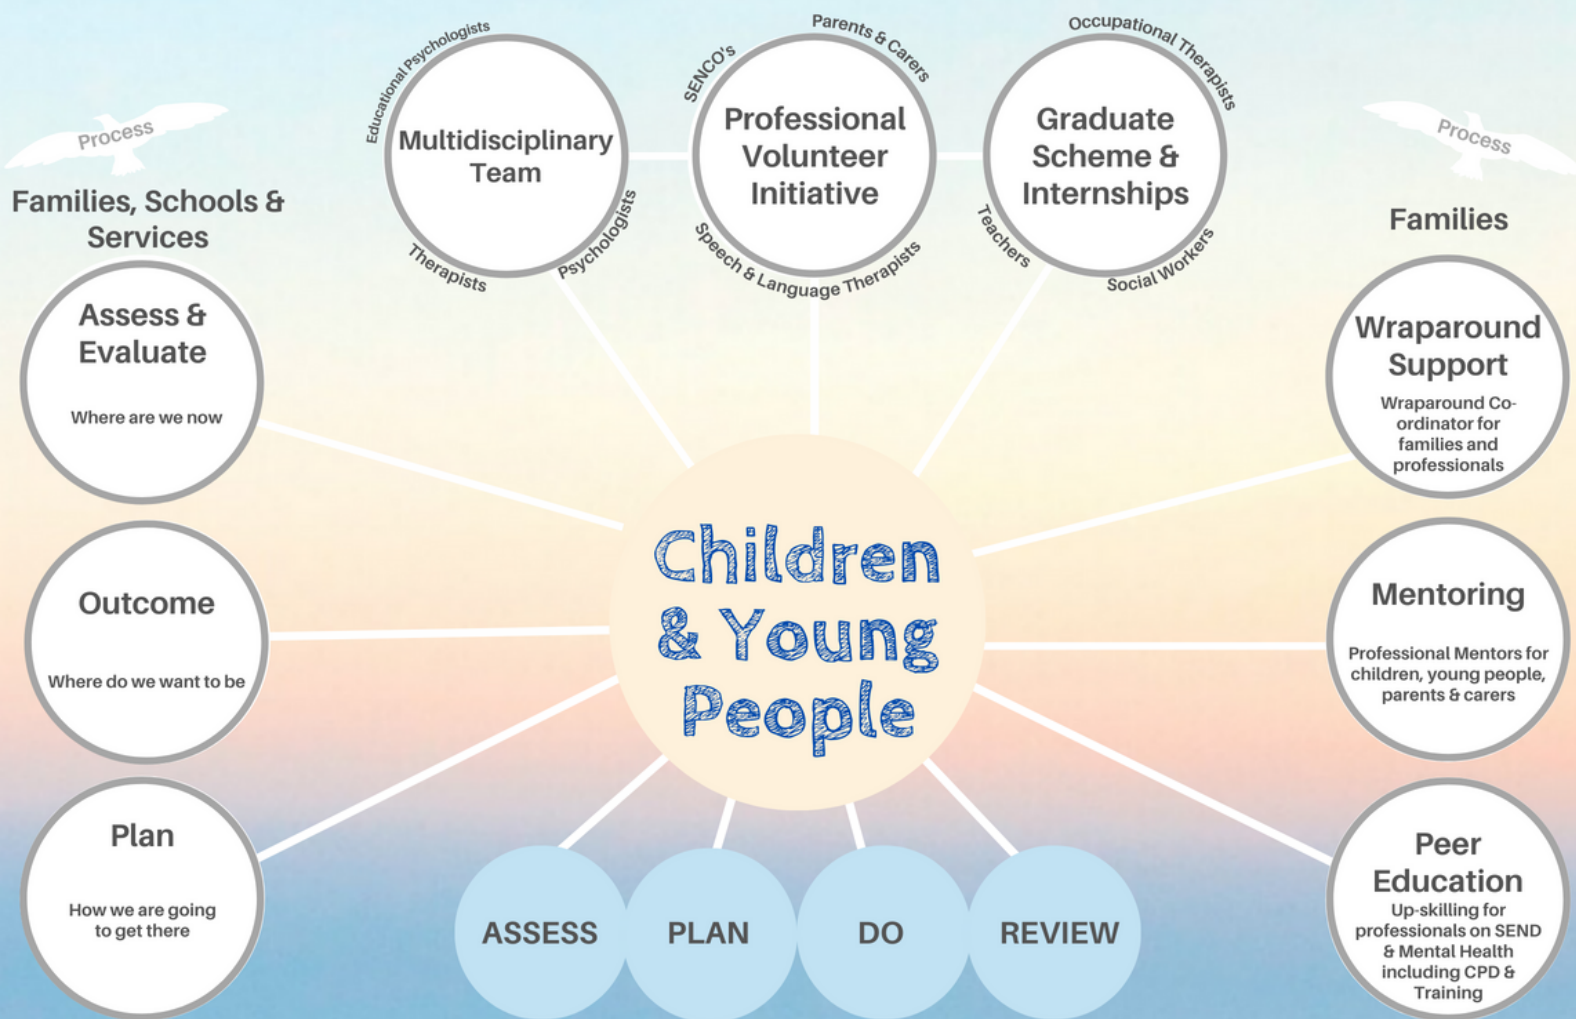 Educational Psychologists
Multidisciplinary
Team
Therapists
Psychologists
SENCO's
Parents & Carers
Professional
Volunteer
Initiative
Speech & Language Therapists
Occupational Therapists
Graduate
Scheme &
Internships
Teachers
Social Workers
Process
Families, Schools &
Services
Assess &
Evaluate
Where are we now
Outcome
Where do we want to be
Plan
How we are going
to get there
Children
& Young
People
ASSESS
PLAN
DO
REVIEW
Process
Families
Wraparound
Support
Wraparound Co-
ordinator for
families and
professionals
Mentoring
Professional Mentors for
children, young people,
parents & carers
Peer
Education
Up-skilling for
professionals on SEND
& Mental Health
including CPD &
Training